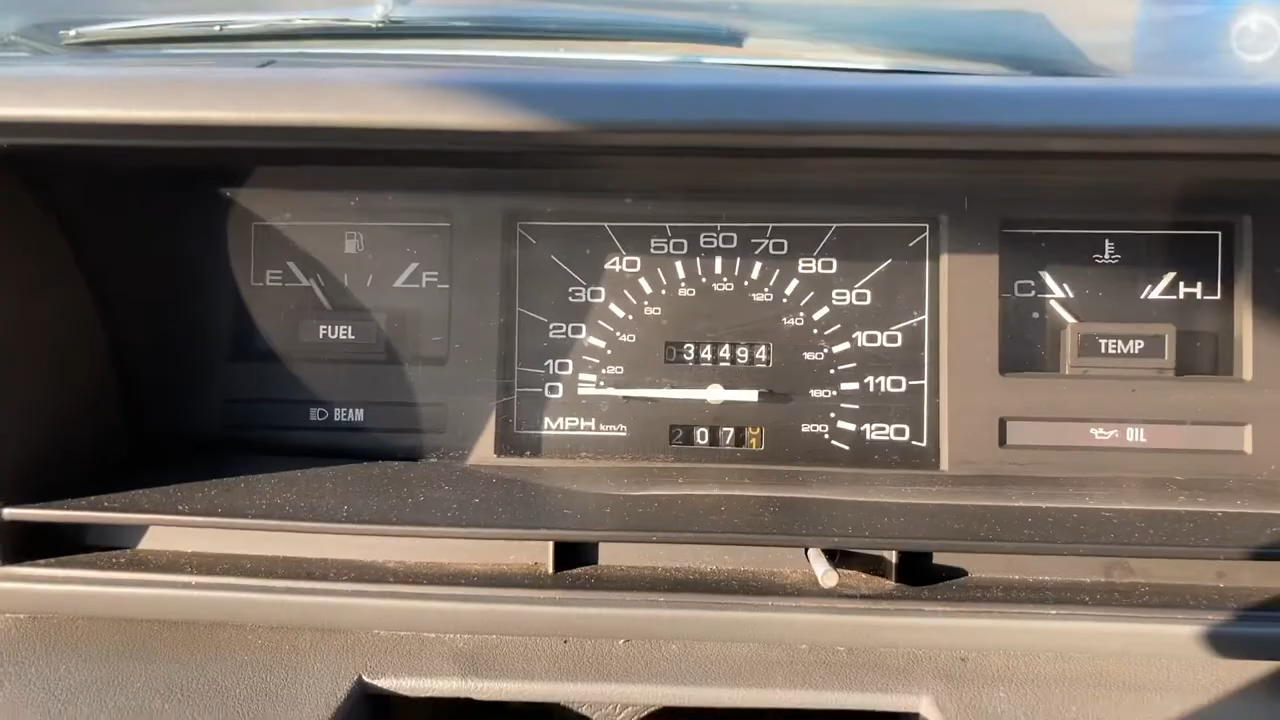 50 60 70
40 80
30 90
20 100
10 110
0 120
80 100 120
60 140
40 160
20 180
200
034494
207
MPH km/h
E F
FUEL
BEAM
C H
TEMP
OIL